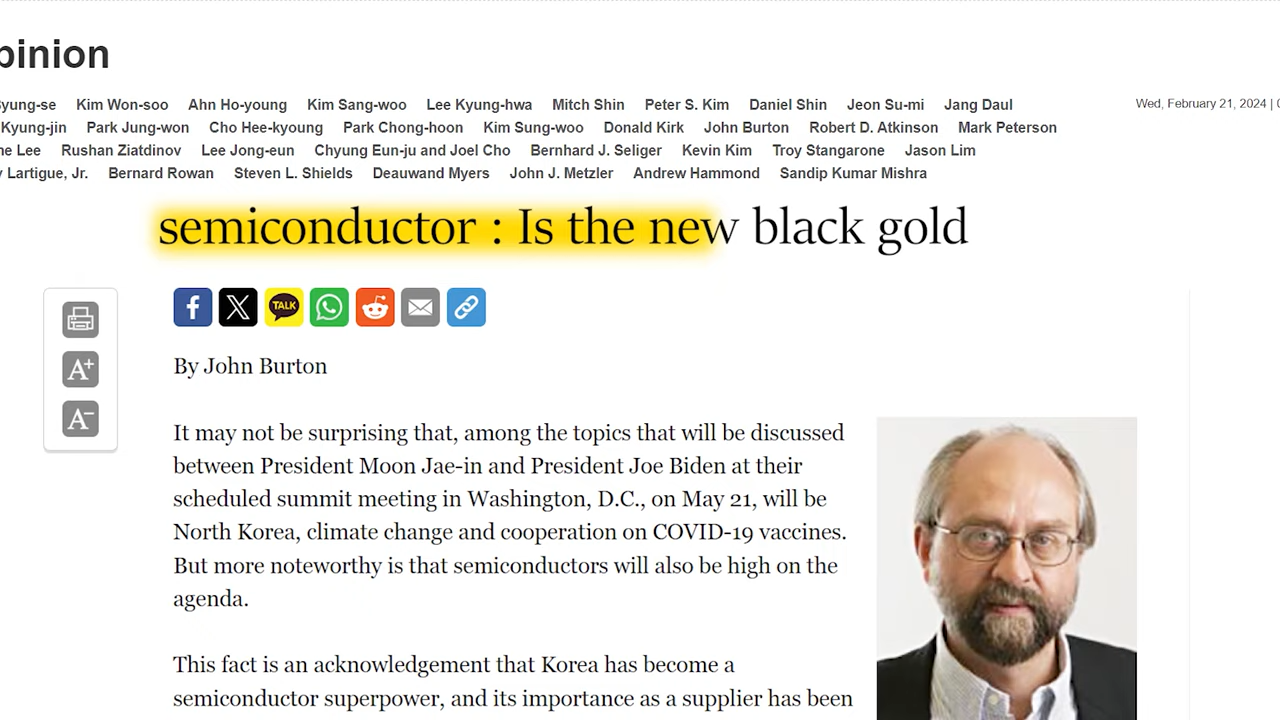 pinion
Byung-se Kim Won-soo Ahn Ho-young Kim Sang-woo Lee Kyung-hwa Mitch Shin Peter S. Kim Daniel Shin Jeon Su-mi Jang Daul
Wed, February 21, 2024 |
Kyung-jin Park Jung-won Cho Hee-kyoung Park Chong-hoon Kim Sung-woo Donald Kirk John Burton Robert D. Atkinson Mark Peterson
Lee Rushan Ziatdinov Lee Jong-eun Chyung Eun-ju and Joel Cho Bernhard J. Seliger Kevin Kim Troy Stangarone Jason Lim
Lartigue, Jr. Bernard Rowan Steven L. Shields Deauwand Myers John J. Metzler Andrew Hammond Sandip Kumar Mishra
semiconductor : Is the new black gold
TALK
A+
A-
By John Burton
It may not be surprising that, among the topics that will be discussed
between President Moon Jae-in and President Joe Biden at their
scheduled summit meeting in Washington, D.C., on May 21, will be
North Korea, climate change and cooperation on COVID-19 vaccines.
But more noteworthy is that semiconductors will also be high on the
agenda.
This fact is an acknowledgement that Korea has become a
semiconductor superpower, and its importance as a supplier has been